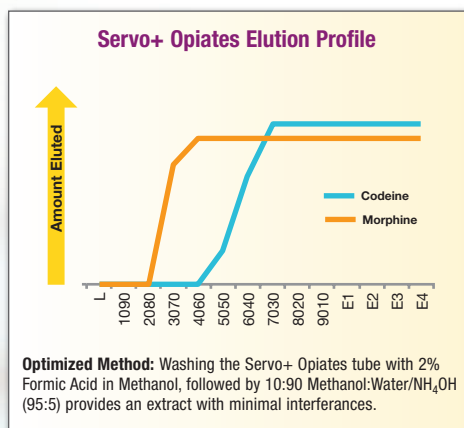 Servo+ Opiates Elution Profile
Amount Eluted
Codeine
Morphine
L
1090
2080
3070
4060
5050
6040
7030
8020
9010
E1
E2
E3
E4
Optimized Method: Washing the Servo+ Opiates tube with 2%
Formic Acid in Methanol, followed by 10:90 Methanol:Water/NH₄OH
(95:5) provides an extract with minimal interferances.